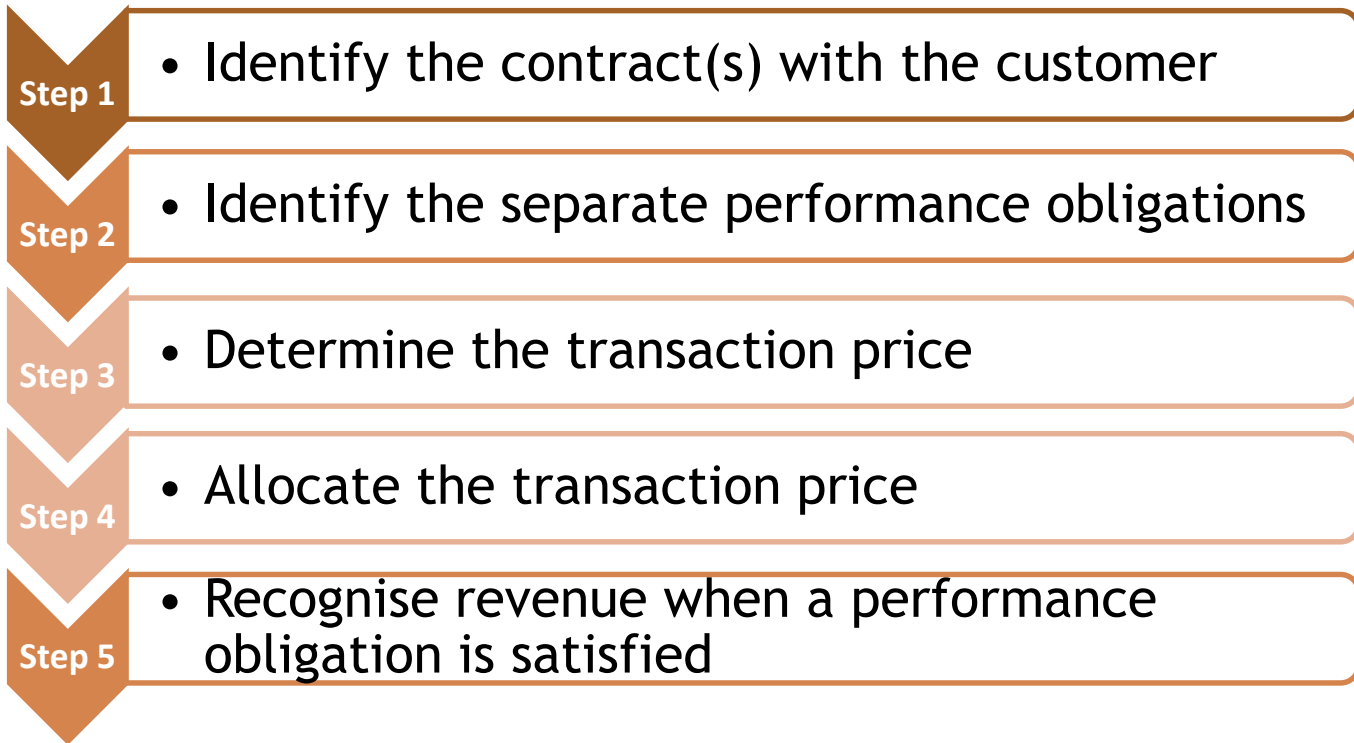 Step 1
• Identify the contract(s) with the customer
Step 2
• Identify the separate performance obligations
Step 3
• Determine the transaction price
Step 4
• Allocate the transaction price
Step 5
• Recognise revenue when a performance
obligation is satisfied